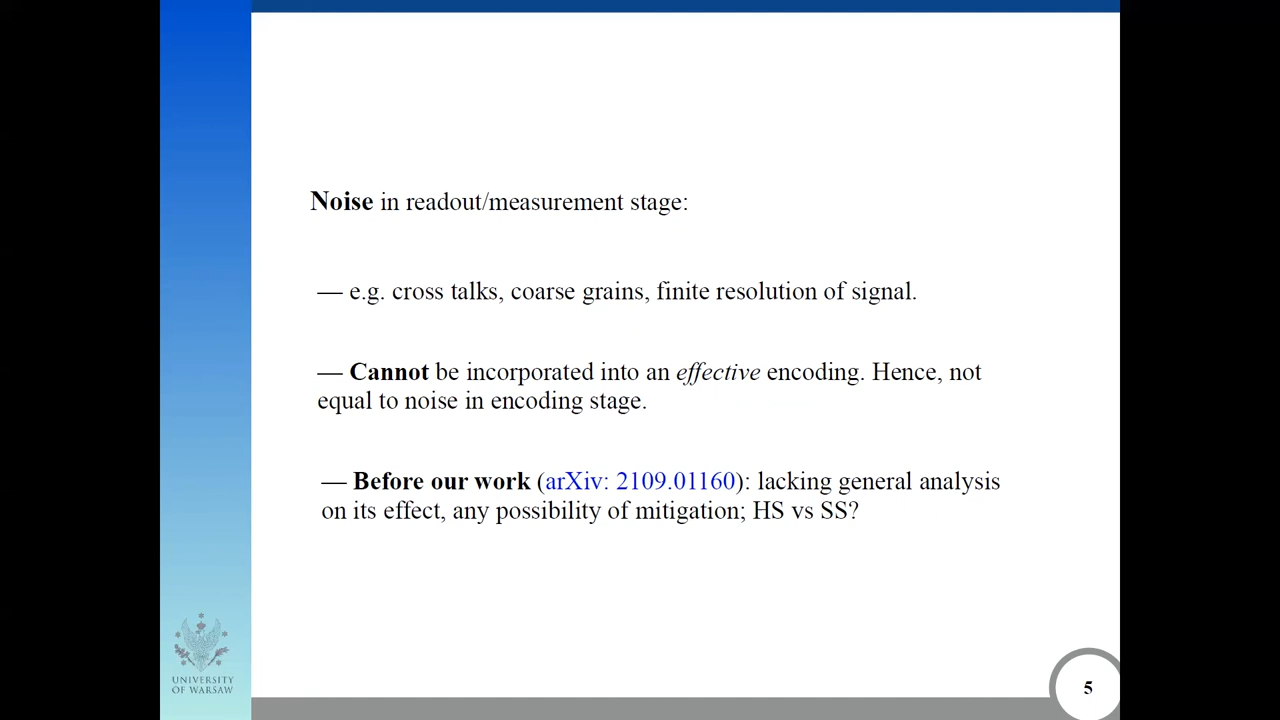 Noise in readout/measurement stage:
— e.g. cross talks, coarse grains, finite resolution of signal.
— Cannot be incorporated into an effective encoding. Hence, not
equal to noise in encoding stage.
— Before our work (arXiv: 2109.01160): lacking general analysis
on its effect, any possibility of mitigation; HS vs SS?
UNIVERSITY
OF WARSAW
5